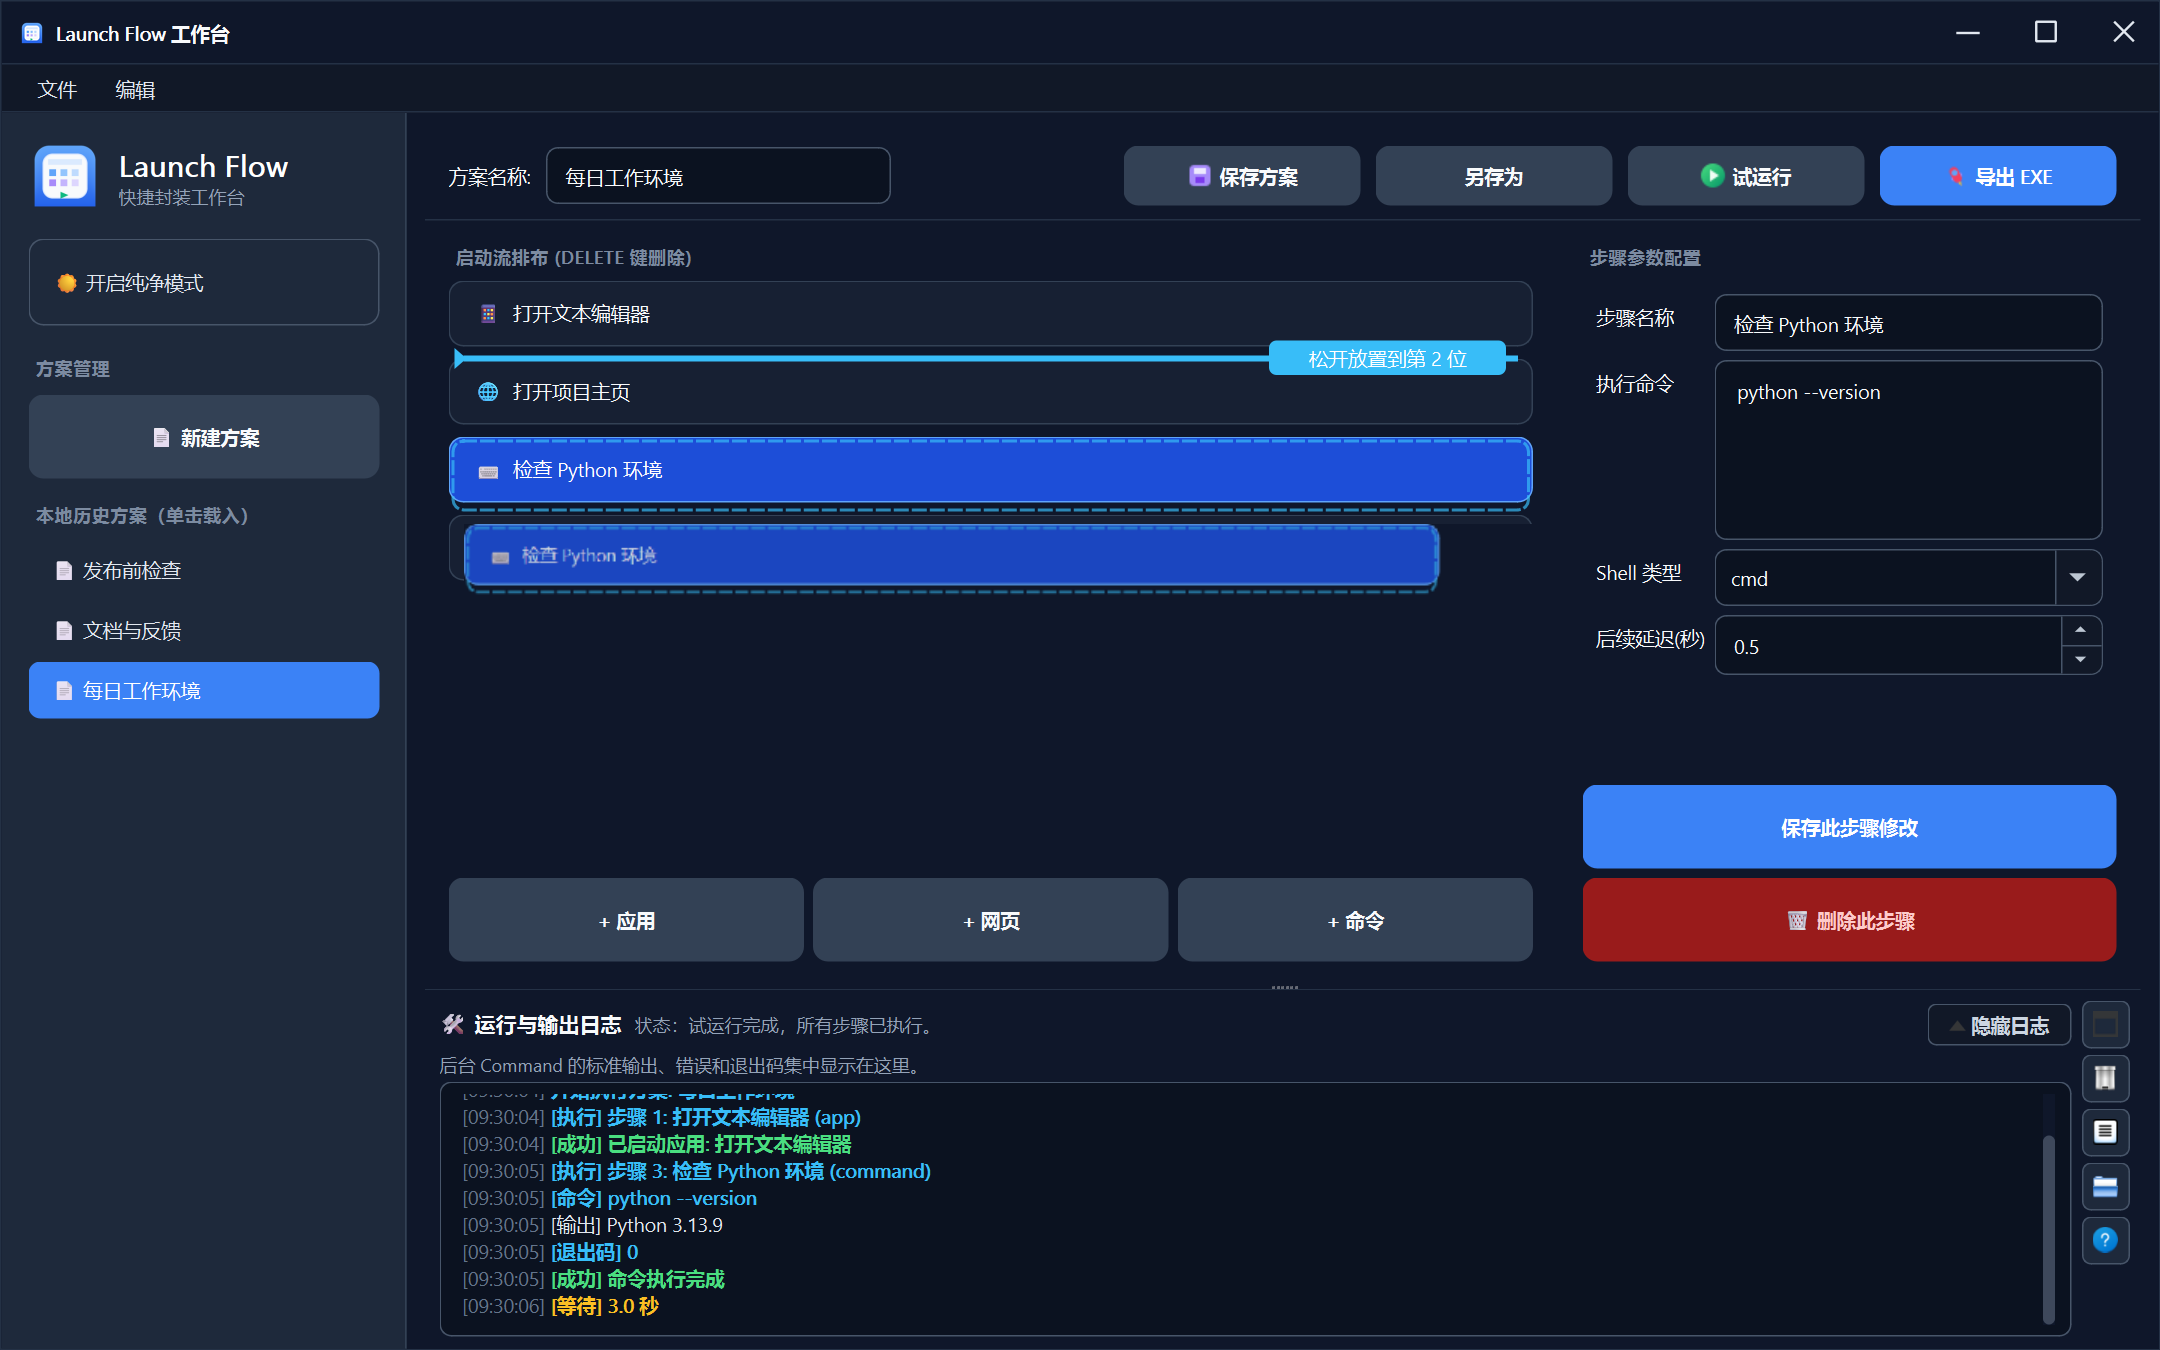 Launch Flow 工作台
文件 编辑
Launch Flow
快捷封装工作台
开启纯净模式
方案管理
新建方案
本地历史方案（单击载入）
发布前检查
文档与反馈
每日工作环境
方案名称: 每日工作环境
保存方案
另存为
试运行
导出 EXE
启动流排布 (DELETE 键删除)
打开文本编辑器
松开放置到第 2 位
打开项目主页
检查 Python 环境
检查 Python 环境
+ 应用
+ 网页
+ 命令
步骤参数配置
步骤名称 检查 Python 环境
执行命令 python --version
Shell 类型 cmd
后续延迟(秒) 0.5
保存此步骤修改
删除此步骤
运行与输出日志 状态：试运行完成，所有步骤已执行。
隐藏日志
后台 Command 的标准输出、错误和退出码集中显示在这里。
[09:30:04] 开始执行方案: 每日工作环境
[09:30:04] [执行] 步骤 1: 打开文本编辑器 (app)
[09:30:04] [成功] 已启动应用: 打开文本编辑器
[09:30:05] [执行] 步骤 3: 检查 Python 环境 (command)
[09:30:05] [命令] python --version
[09:30:05] [输出] Python 3.13.9
[09:30:05] [退出码] 0
[09:30:05] [成功] 命令执行完成
[09:30:06] [等待] 3.0 秒